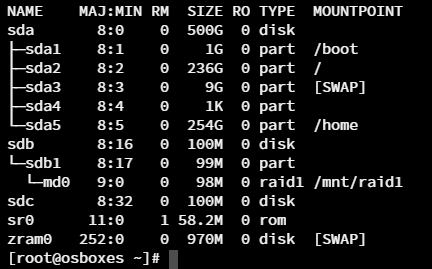 NAME     MAJ:MIN RM   SIZE RO TYPE  MOUNTPOINT
sda        8:0    0   500G  0 disk
├─sda1     8:1    0     1G  0 part  /boot
├─sda2     8:2    0   236G  0 part  /
├─sda3     8:3    0     9G  0 part  [SWAP]
├─sda4     8:4    0     1K  0 part
└─sda5     8:5    0   254G  0 part  /home
sdb        8:16   0   100M  0 disk
└─sdb1     8:17   0    99M  0 part
  └─md0    9:0    0    98M  0 raid1 /mnt/raid1
sdc        8:32   0   100M  0 disk
sr0       11:0    1  58.2M  0 rom
zram0    252:0    0   970M  0 disk  [SWAP]
[root@osboxes ~]#